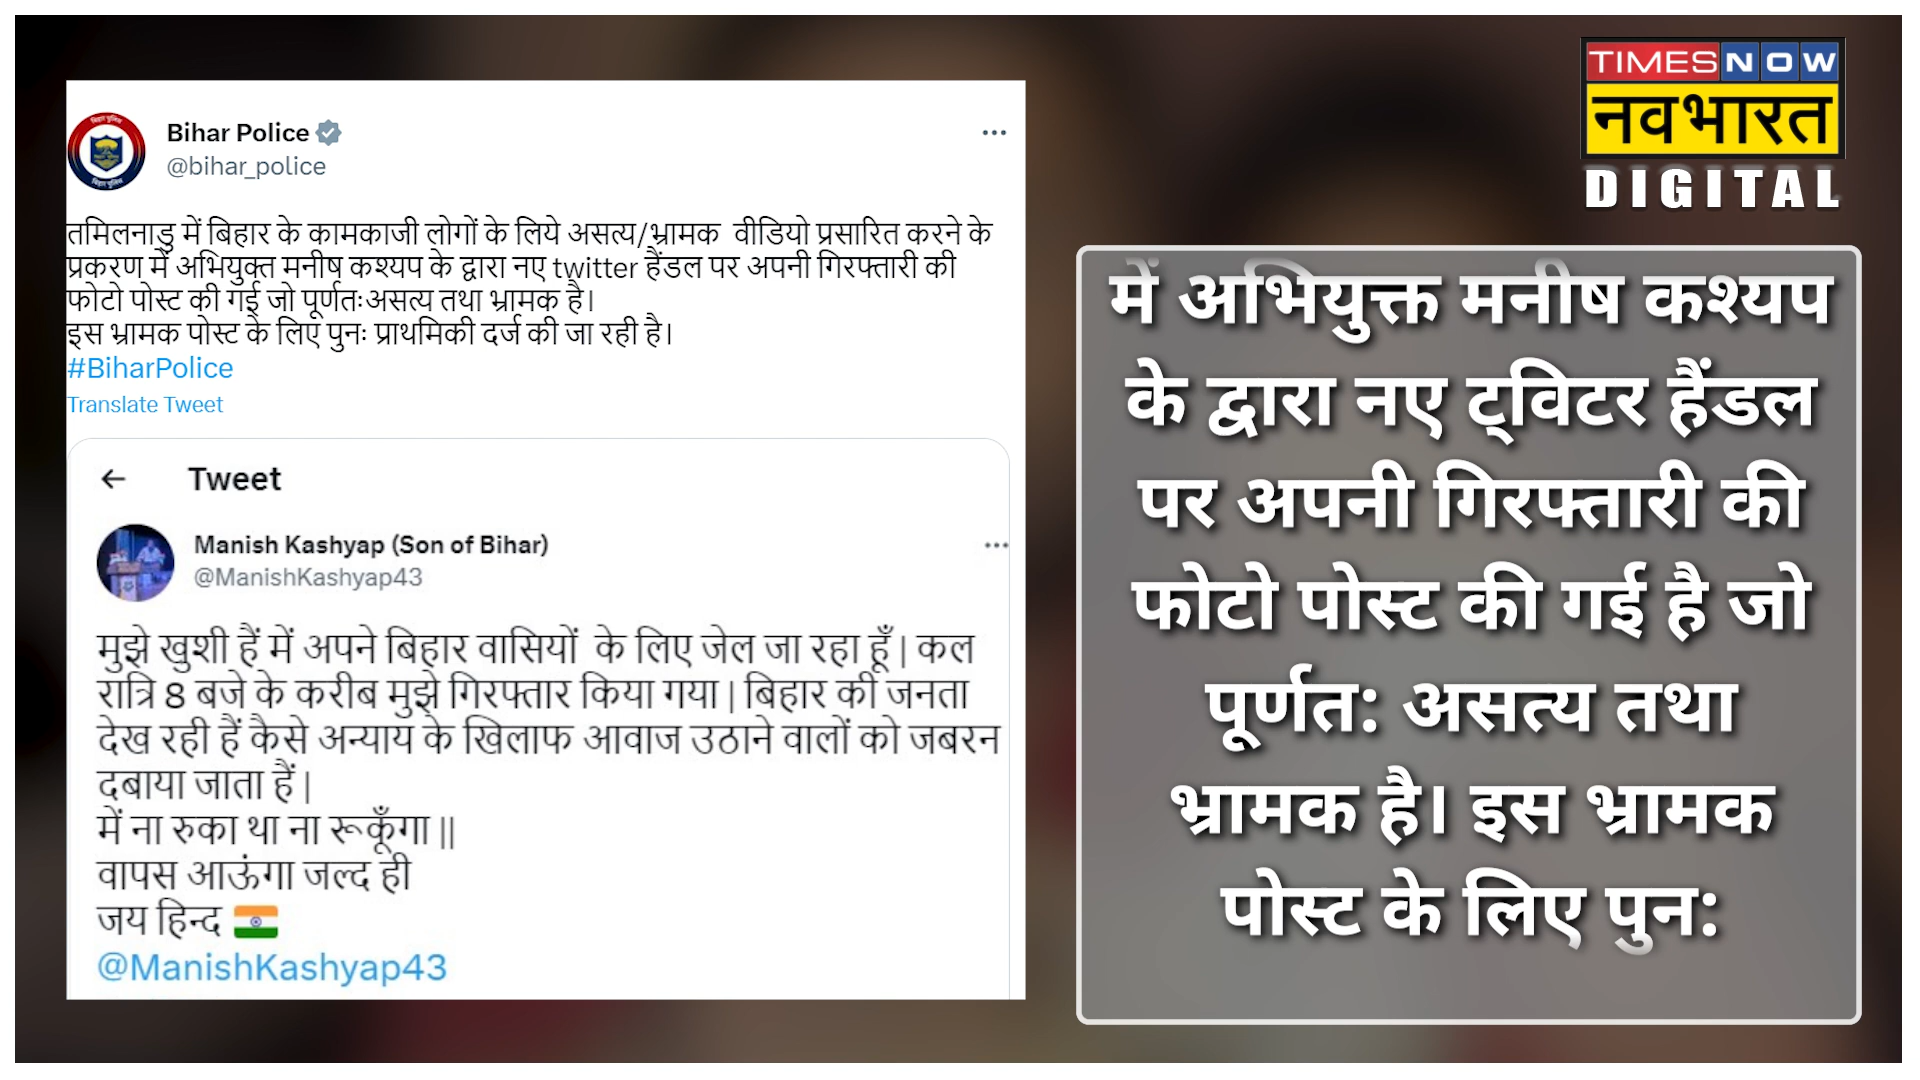 Bihar Police
@bihar_police
तमिलनाडु में बिहार के कामकाजी लोगों के लिये असत्य/भ्रामक  वीडियो प्रसारित करने के
प्रकरण में अभियुक्त मनीष कश्यप के द्वारा नए twitter हैंडल पर अपनी गिरफ्तारी की
फोटो पोस्ट की गई जो पूर्णतःअसत्य तथा भ्रामक है।
इस भ्रामक पोस्ट के लिए पुनः प्राथमिकी दर्ज की जा रही है।
#BiharPolice
Translate Tweet
Tweet
Manish Kashyap (Son of Bihar)
@ManishKashyap43
मुझे खुशी हैं में अपने बिहार वासियों  के लिए जेल जा रहा हूँ | कल
रात्रि 8 बजे के करीब मुझे गिरफ्तार किया गया | बिहार की जनता
देख रही हैं कैसे अन्याय के खिलाफ आवाज उठाने वालों को जबरन
दबाया जाता हैं |
में ना रुका था ना रूकूँगा ||
वापस आऊंगा जल्द ही
जय हिन्द 🇮🇳
@ManishKashyap43
TIMES NOW
नवभारत
DIGITAL
में अभियुक्त मनीष कश्यप
के द्वारा नए ट्विटर हैंडल
पर अपनी गिरफ्तारी की
फोटो पोस्ट की गई है जो
पूर्णत: असत्य तथा
भ्रामक है। इस भ्रामक
पोस्ट के लिए पुन: